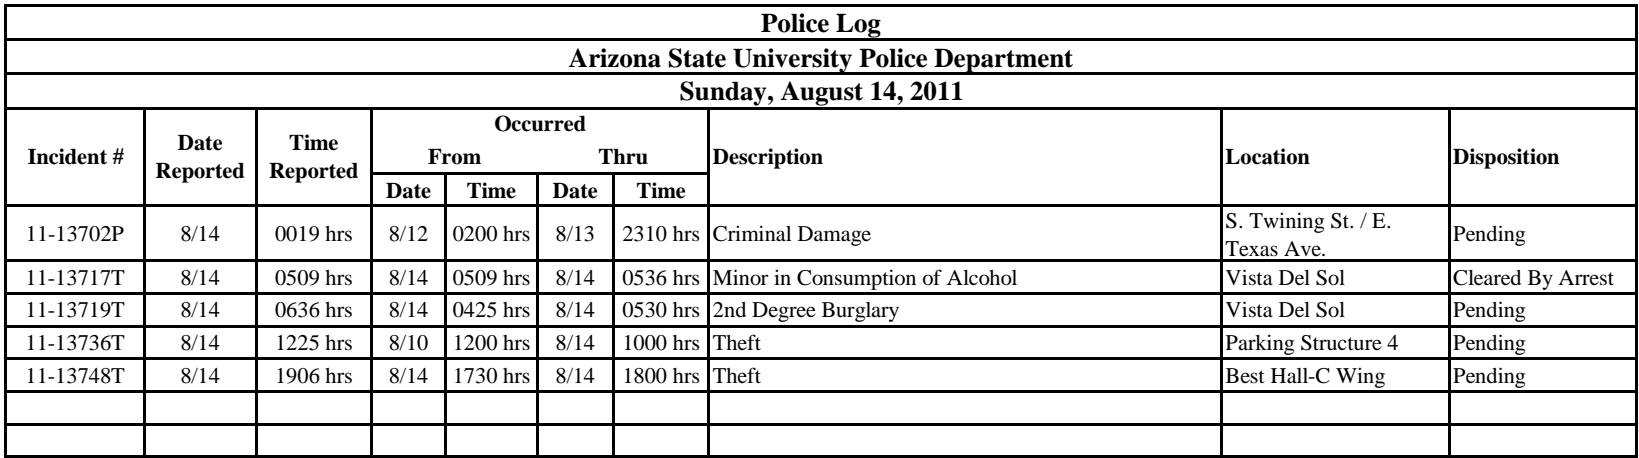 Police Log
Arizona State University Police Department
Sunday, August 14, 2011
Incident # Date Reported Time Reported Occurred Description Location Disposition
From Thru
Date Time Date Time
11-13702P 8/14 0019 hrs 8/12 0200 hrs 8/13 2310 hrs Criminal Damage S. Twining St. / E. Texas Ave. Pending
11-13717T 8/14 0509 hrs 8/14 0509 hrs 8/14 0536 hrs Minor in Consumption of Alcohol Vista Del Sol Cleared By Arrest
11-13719T 8/14 0636 hrs 8/14 0425 hrs 8/14 0530 hrs 2nd Degree Burglary Vista Del Sol Pending
11-13736T 8/14 1225 hrs 8/10 1200 hrs 8/14 1000 hrs Theft Parking Structure 4 Pending
11-13748T 8/14 1906 hrs 8/14 1730 hrs 8/14 1800 hrs Theft Best Hall-C Wing Pending